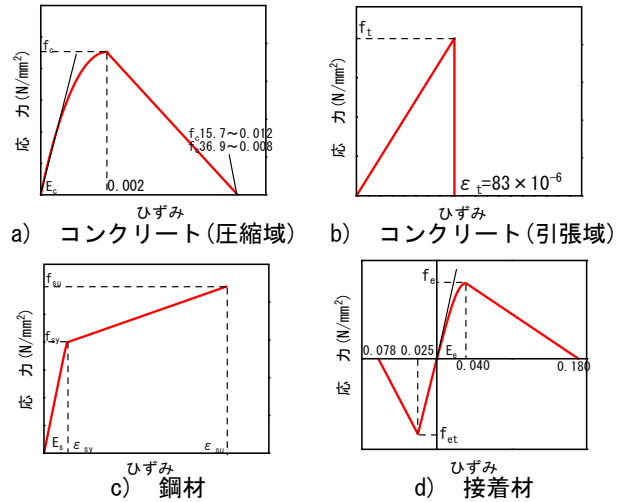 f_c
応 力(N/mm²)
f_c15.7～0.012
f_c36.9～0.008
E_c
0.002
ひずみ
a) コンクリート(圧縮域)
f_t
応 力(N/mm²)
ε_t=83×10⁻⁶
ひずみ
b) コンクリート(引張域)
f_su
応 力(N/mm²)
f_sy
E_s
ε_sy
ε_su
ひずみ
c) 鋼材
f_e
応 力(N/mm²)
0.078
0.025
E_e
0.040
0.180
f_et
ひずみ
d) 接着材